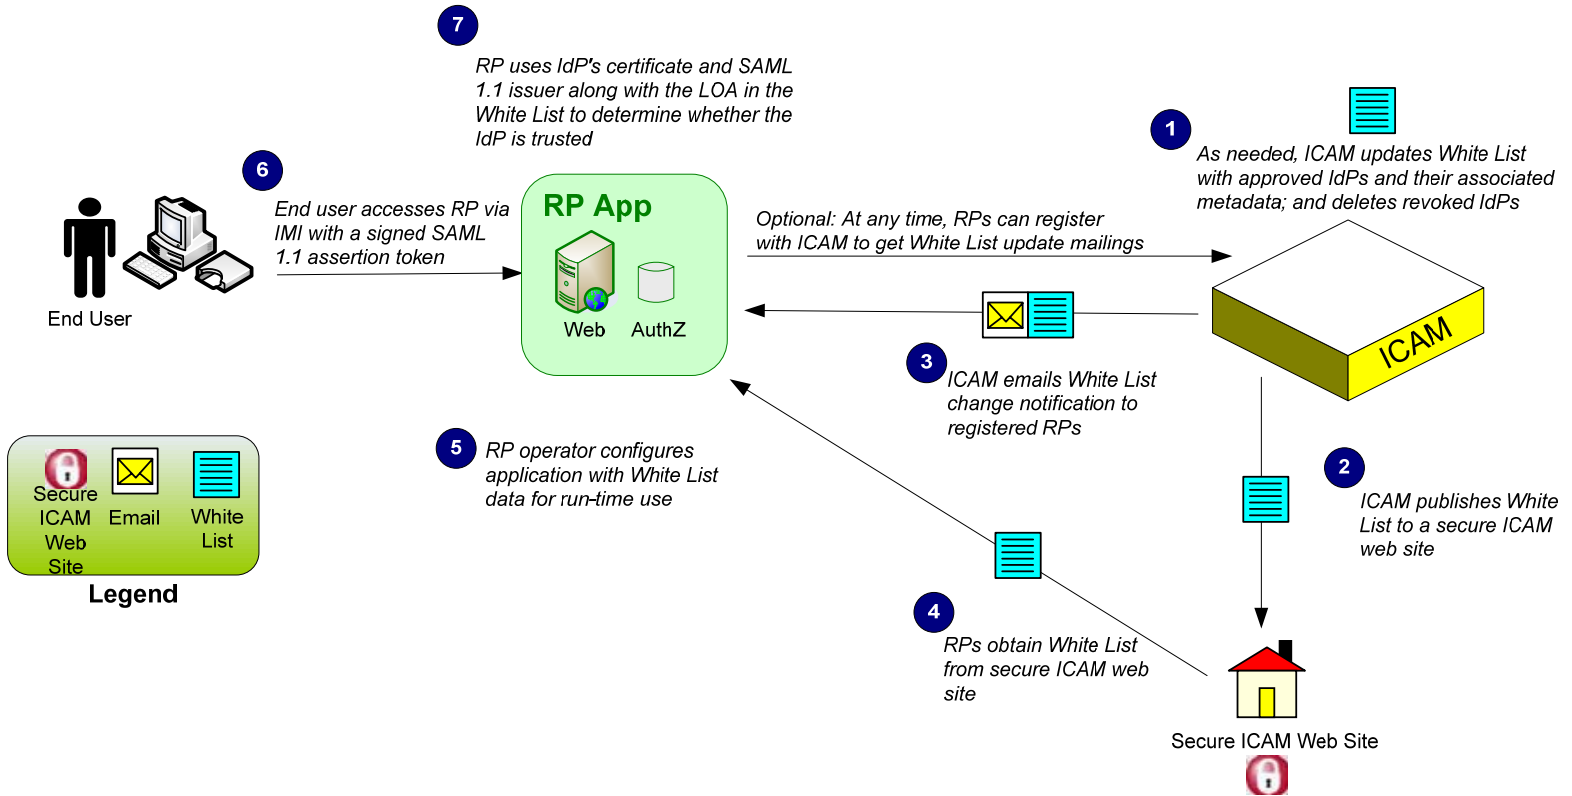 7
RP uses IdP's certificate and SAML
1.1 issuer along with the LOA in the
White List to determine whether the
IdP is trusted
1
As needed, ICAM updates White List
with approved IdPs and their associated
metadata; and deletes revoked IdPs
6
End user accesses RP via
IMI with a signed SAML
1.1 assertion token
End User
RP App
Web
AuthZ
Optional: At any time, RPs can register
with ICAM to get White List update mailings
ICAM
3
ICAM emails White List
change notification to
registered RPs
5
RP operator configures
application with White List
data for run-time use
2
ICAM publishes White
List to a secure ICAM
web site
4
RPs obtain White List
from secure ICAM web
site
Secure ICAM Web Site
Secure
ICAM
Web
Site
Email
White
List
Legend